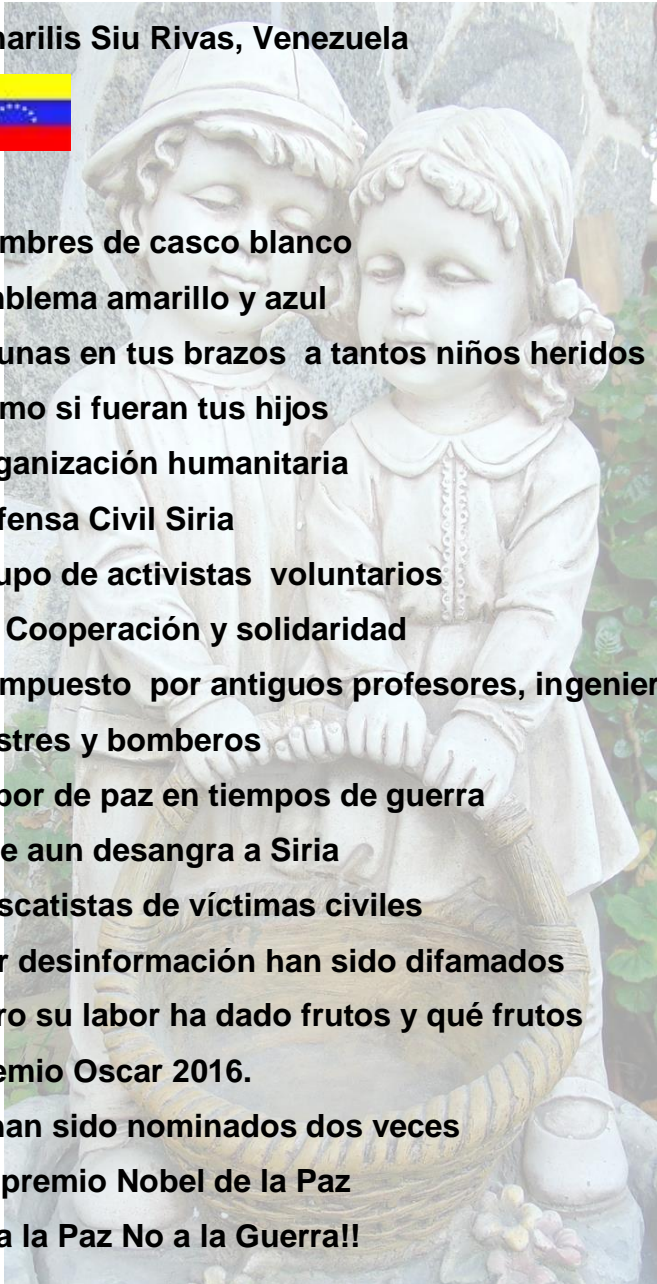 narilis Siu Rivas, Venezuela
mbres de casco blanco
nblema amarillo y azul
unas en tus brazos a tantos niños heridos
mo si fueran tus hijos
ganización humanitaria
fensa Civil Siria
upo de activistas voluntarios
Cooperación y solidaridad
mpuesto por antiguos profesores, ingenier
stres y bomberos
por de paz en tiempos de guerra
e aun desangra a Siria
scatistas de víctimas civiles
r desinformación han sido difamados
ro su labor ha dado frutos y qué frutos
emio Oscar 2016.
nan sido nominados dos veces
premio Nobel de la Paz
a la Paz No a la Guerra!!